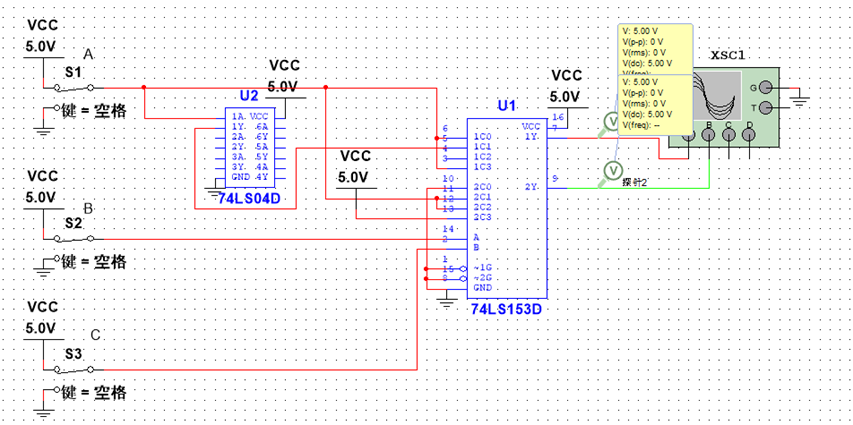 VCC
5.0V
A
S1
键 = 空格
VCC
5.0V
B
S2
键 = 空格
VCC
5.0V
C
S3
键 = 空格
VCC
5.0V
U2
1A VCC
1Y 6A
2A 6Y
2Y 5A
3A 5Y
3Y 4A
GND 4Y
74LS04D
VCC
5.0V
VCC
5.0V
U1
16
VCC
6 1C0
5 1C1
4 1C2
3 1C3
10 2C0
11 2C1
12 2C2
13 2C3
14 A
2 B
1 ~1G
15 ~2G
8 GND
1Y 7
2Y 9
74LS153D
V: 5.00 V
V(p-p): 0 V
V(rms): 0 V
V(dc): 5.00 V
V: 5.00 V
V(p-p): 0 V
V(rms): 0 V
V(dc): 5.00 V
V(freq): --
V
V
探针2
XSC1
G
T
B
C
D